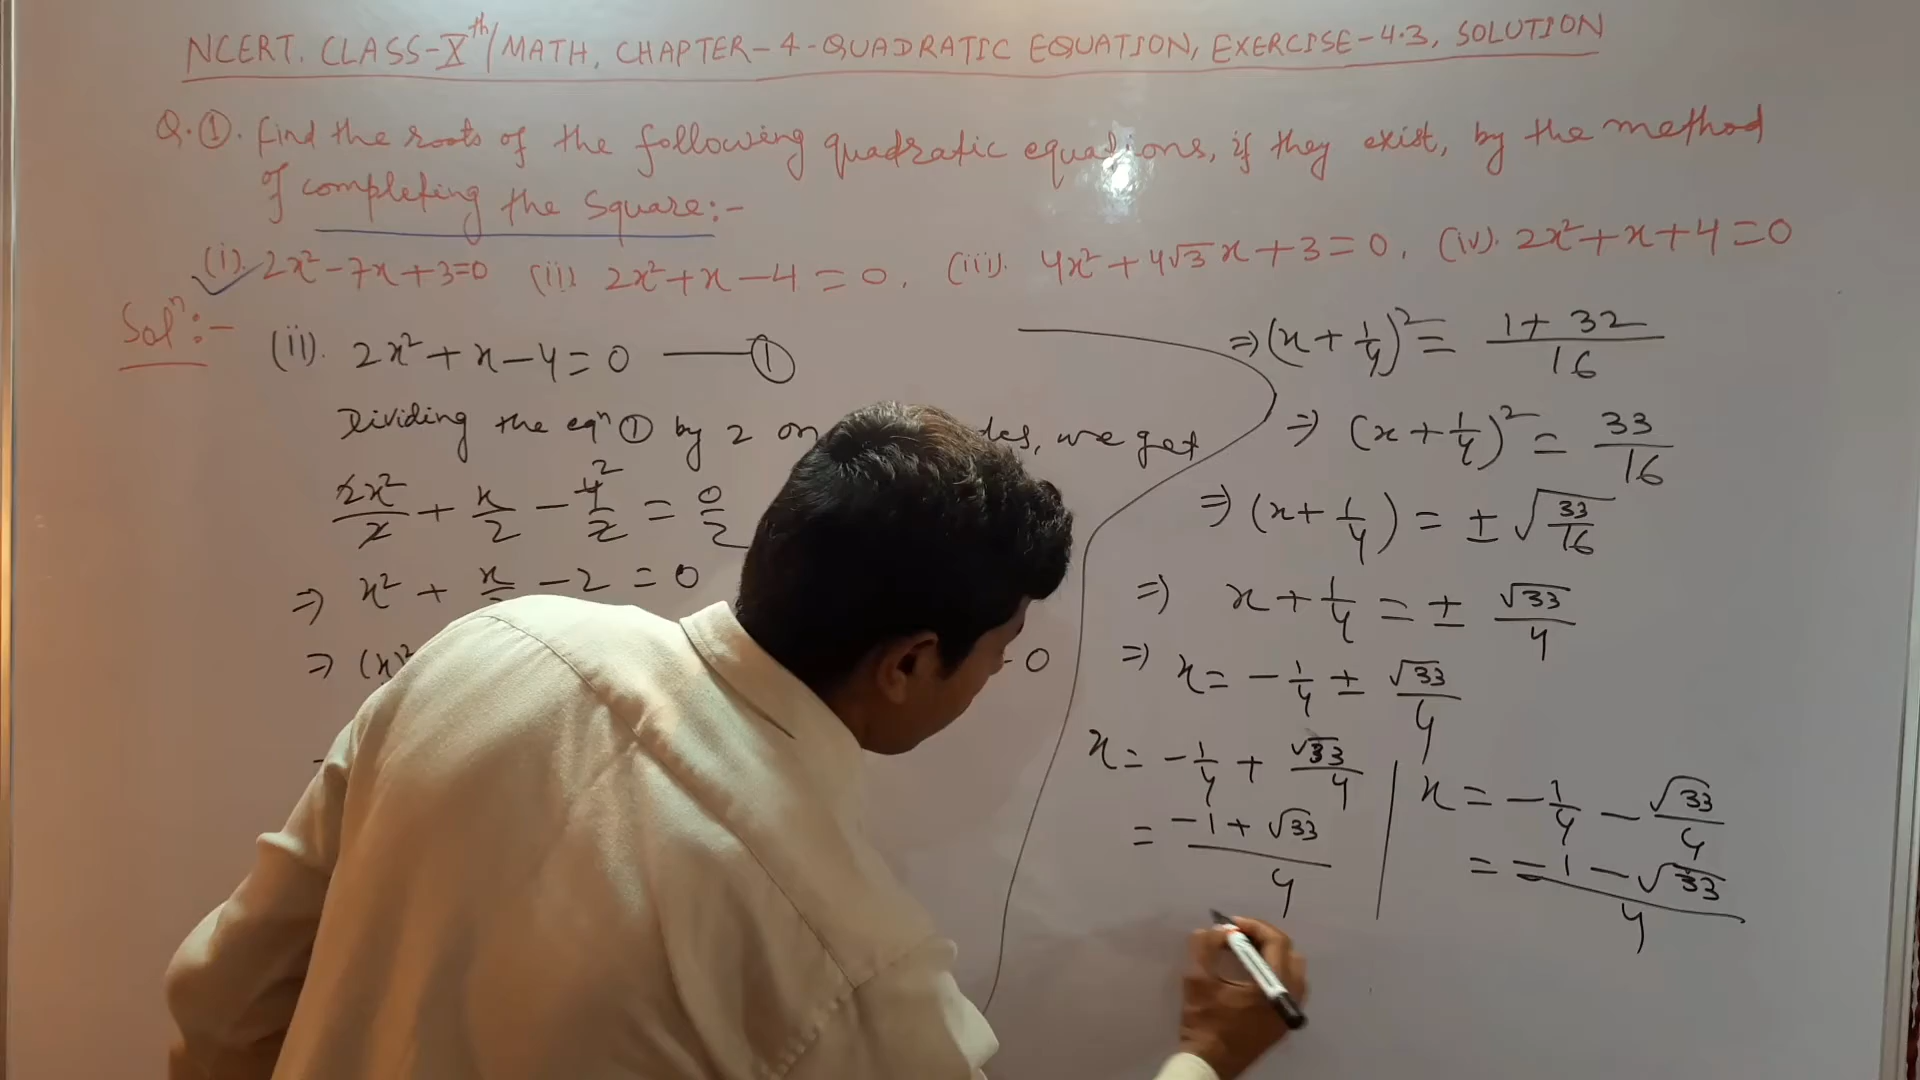 NCERT. CLASS-Xth/MATH, CHAPTER-4-QUADRATIC EQUATION, EXERCISE-4.3, SOLUTION
Q.①. Find the roots of the following quadratic equations, if they exist, by the method
of completing the square:-
(i). 2x²-7x+3=0 (ii) 2x²+x-4=0, (iii). 4x²+4√3x+3=0, (iv). 2x²+x+4=0
Solⁿ:-
(ii). 2x²+x-4=0 —①
Dividing the eqⁿ ① by 2 on we get
2x²/2 + x/2 - 4/2 = 0/2
⇒ x² + x/2 - 2 = 0
⇒ (x)² 0
⇒(x+1/4)² = 1+32/16
⇒ (x+1/4)² = 33/16
⇒ (x+1/4) = ±√33/16
⇒ x+1/4 = ± √33/4
⇒ x = -1/4 ± √33/4
x = -1/4 + √33/4
= -1+√33/4
x = -1/4 - √33/4
= -1-√33/4